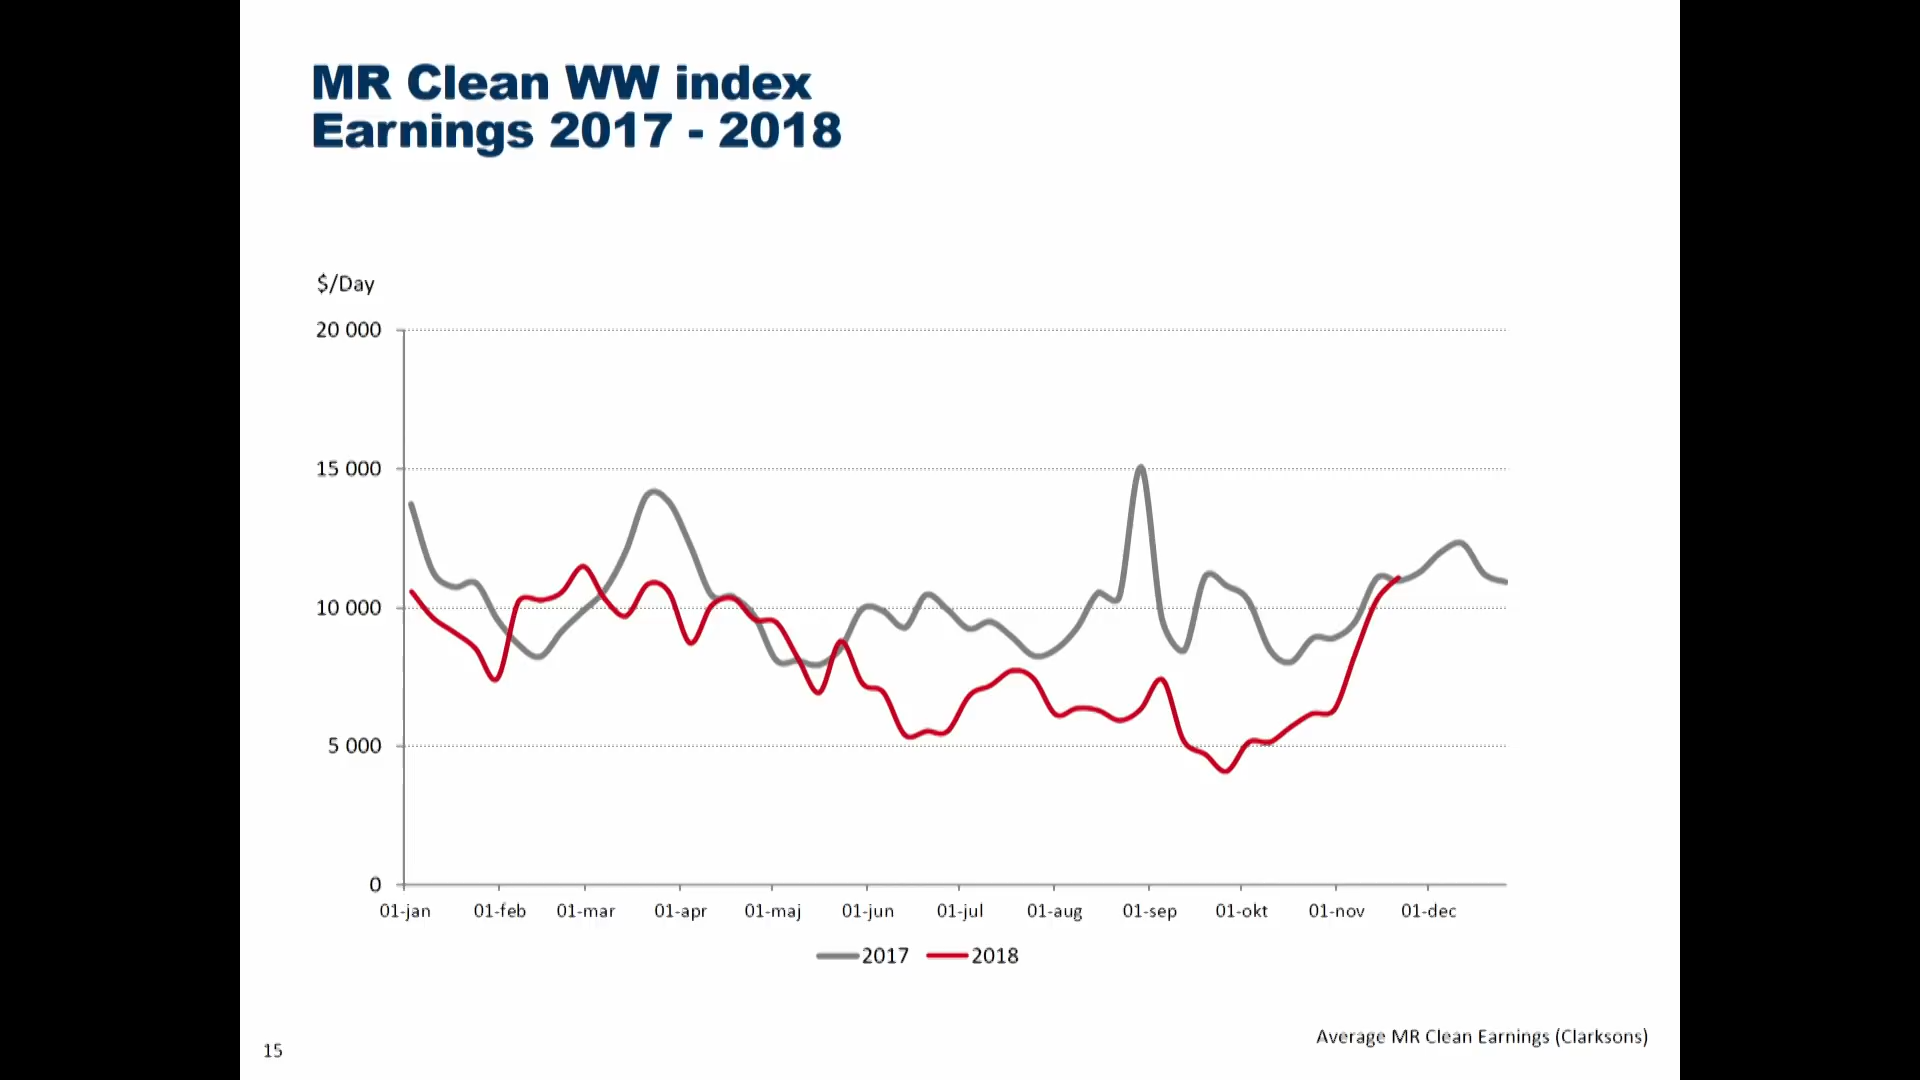 MR Clean WW index
Earnings 2017 - 2018
$/Day
20 000
15 000
10 000
5 000
0
01-jan 01-feb 01-mar 01-apr 01-maj 01-jun 01-jul 01-aug 01-sep 01-okt 01-nov 01-dec
2017 2018
Average MR Clean Earnings (Clarksons)
15